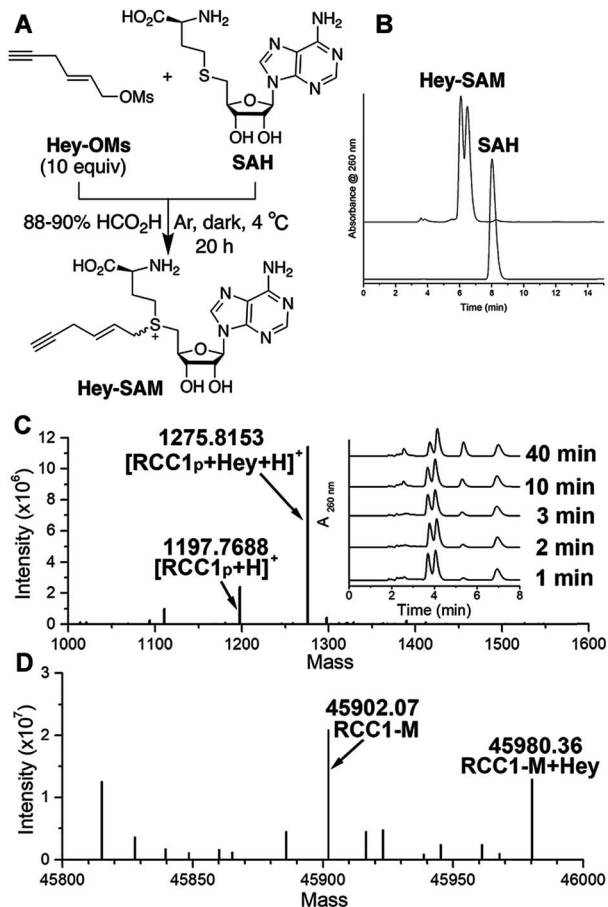 A
NH₂
HO₂C
NH₂
N
N
N
N
S
O
OMs
+
OH OH
Hey-OMs
(10 equiv)
SAH
88-90% HCO₂H
Ar, dark, 4 °C
20 h
HO₂C
NH₂
NH₂
N
N
N
N
S
+
O
OH OH
Hey-SAM
B
Hey-SAM
SAH
Absorbance @ 260 nm
0 2 4 6 8 10 12 14
Time (min)
C
1275.8153
[RCC1p+Hey+H]⁺
1197.7688
[RCC1p+H]⁺
Intensity (x10⁶)
12
10
8
6
4
2
0
1000 1100 1200 1300 1400 1500 1600
Mass
A 260 nm
40 min
10 min
3 min
2 min
1 min
0 2 4 6 8
Time (min)
D
45902.07
RCC1-M
45980.36
RCC1-M+Hey
Intensity (x10⁷)
3
2
1
0
45800 45850 45900 45950 46000
Mass